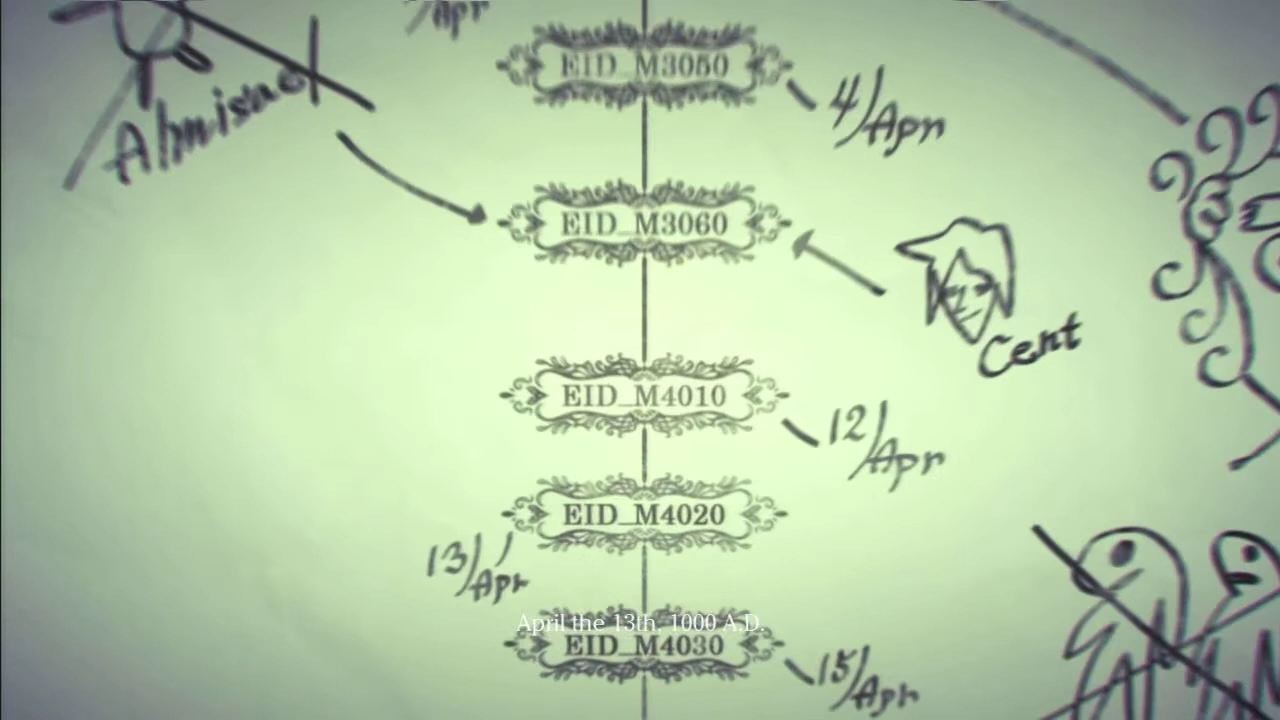 Apr
EID_M3050
4/Apr
Almisael
EID_M3060
Cent
EID_M4010
12/Apr
EID_M4020
13/Apr
April the 13th. 1000 A.D.
EID_M4030
15/Apr